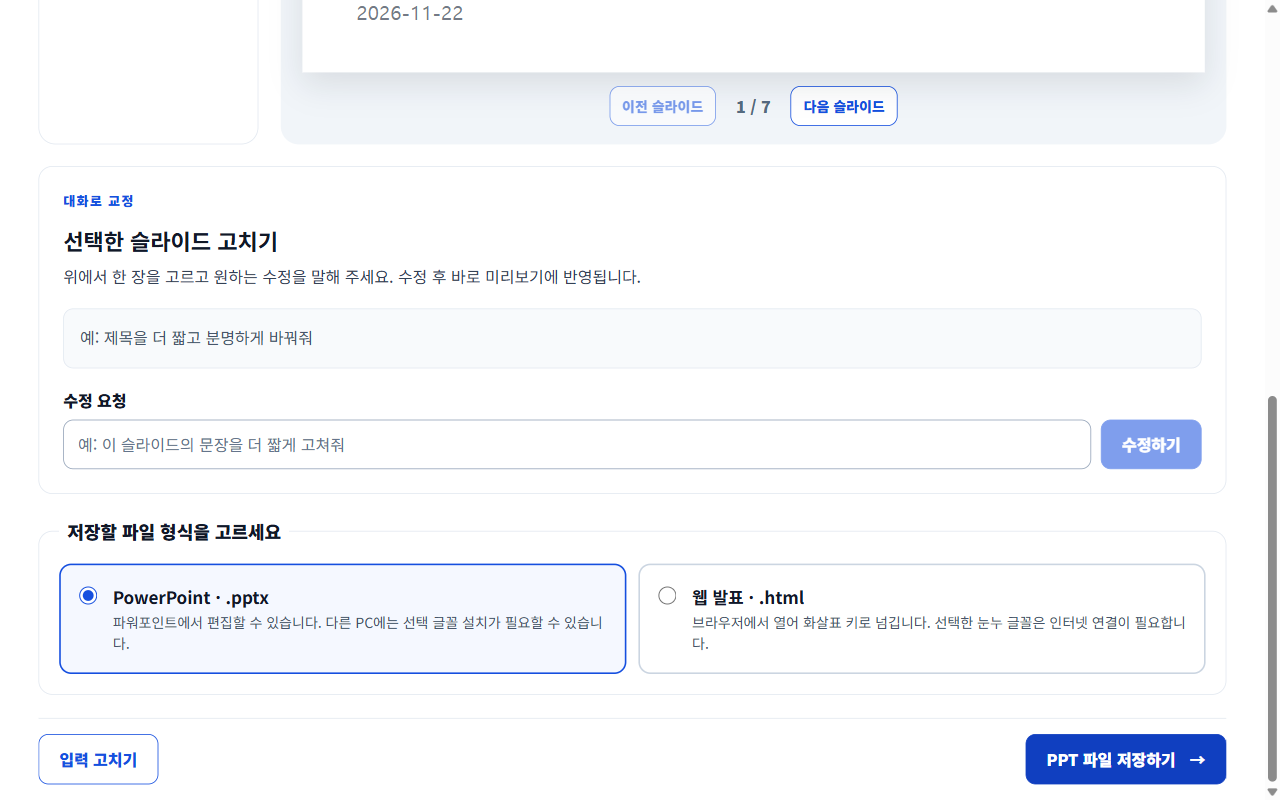 2026-11-22
이전 슬라이드
1 / 7
다음 슬라이드
대화로 교정
선택한 슬라이드 고치기
위에서 한 장을 고르고 원하는 수정을 말해 주세요. 수정 후 바로 미리보기에 반영됩니다.
예: 제목을 더 짧고 분명하게 바꿔줘
수정 요청
예: 이 슬라이드의 문장을 더 짧게 고쳐줘
수정하기
저장할 파일 형식을 고르세요
PowerPoint · .pptx
파워포인트에서 편집할 수 있습니다. 다른 PC에는 선택 글꼴 설치가 필요할 수 있습니
다.
웹 발표 · .html
브라우저에서 열어 화살표 키로 넘깁니다. 선택한 눈누 글꼴은 인터넷 연결이 필요합니
다.
입력 고치기
PPT 파일 저장하기 →